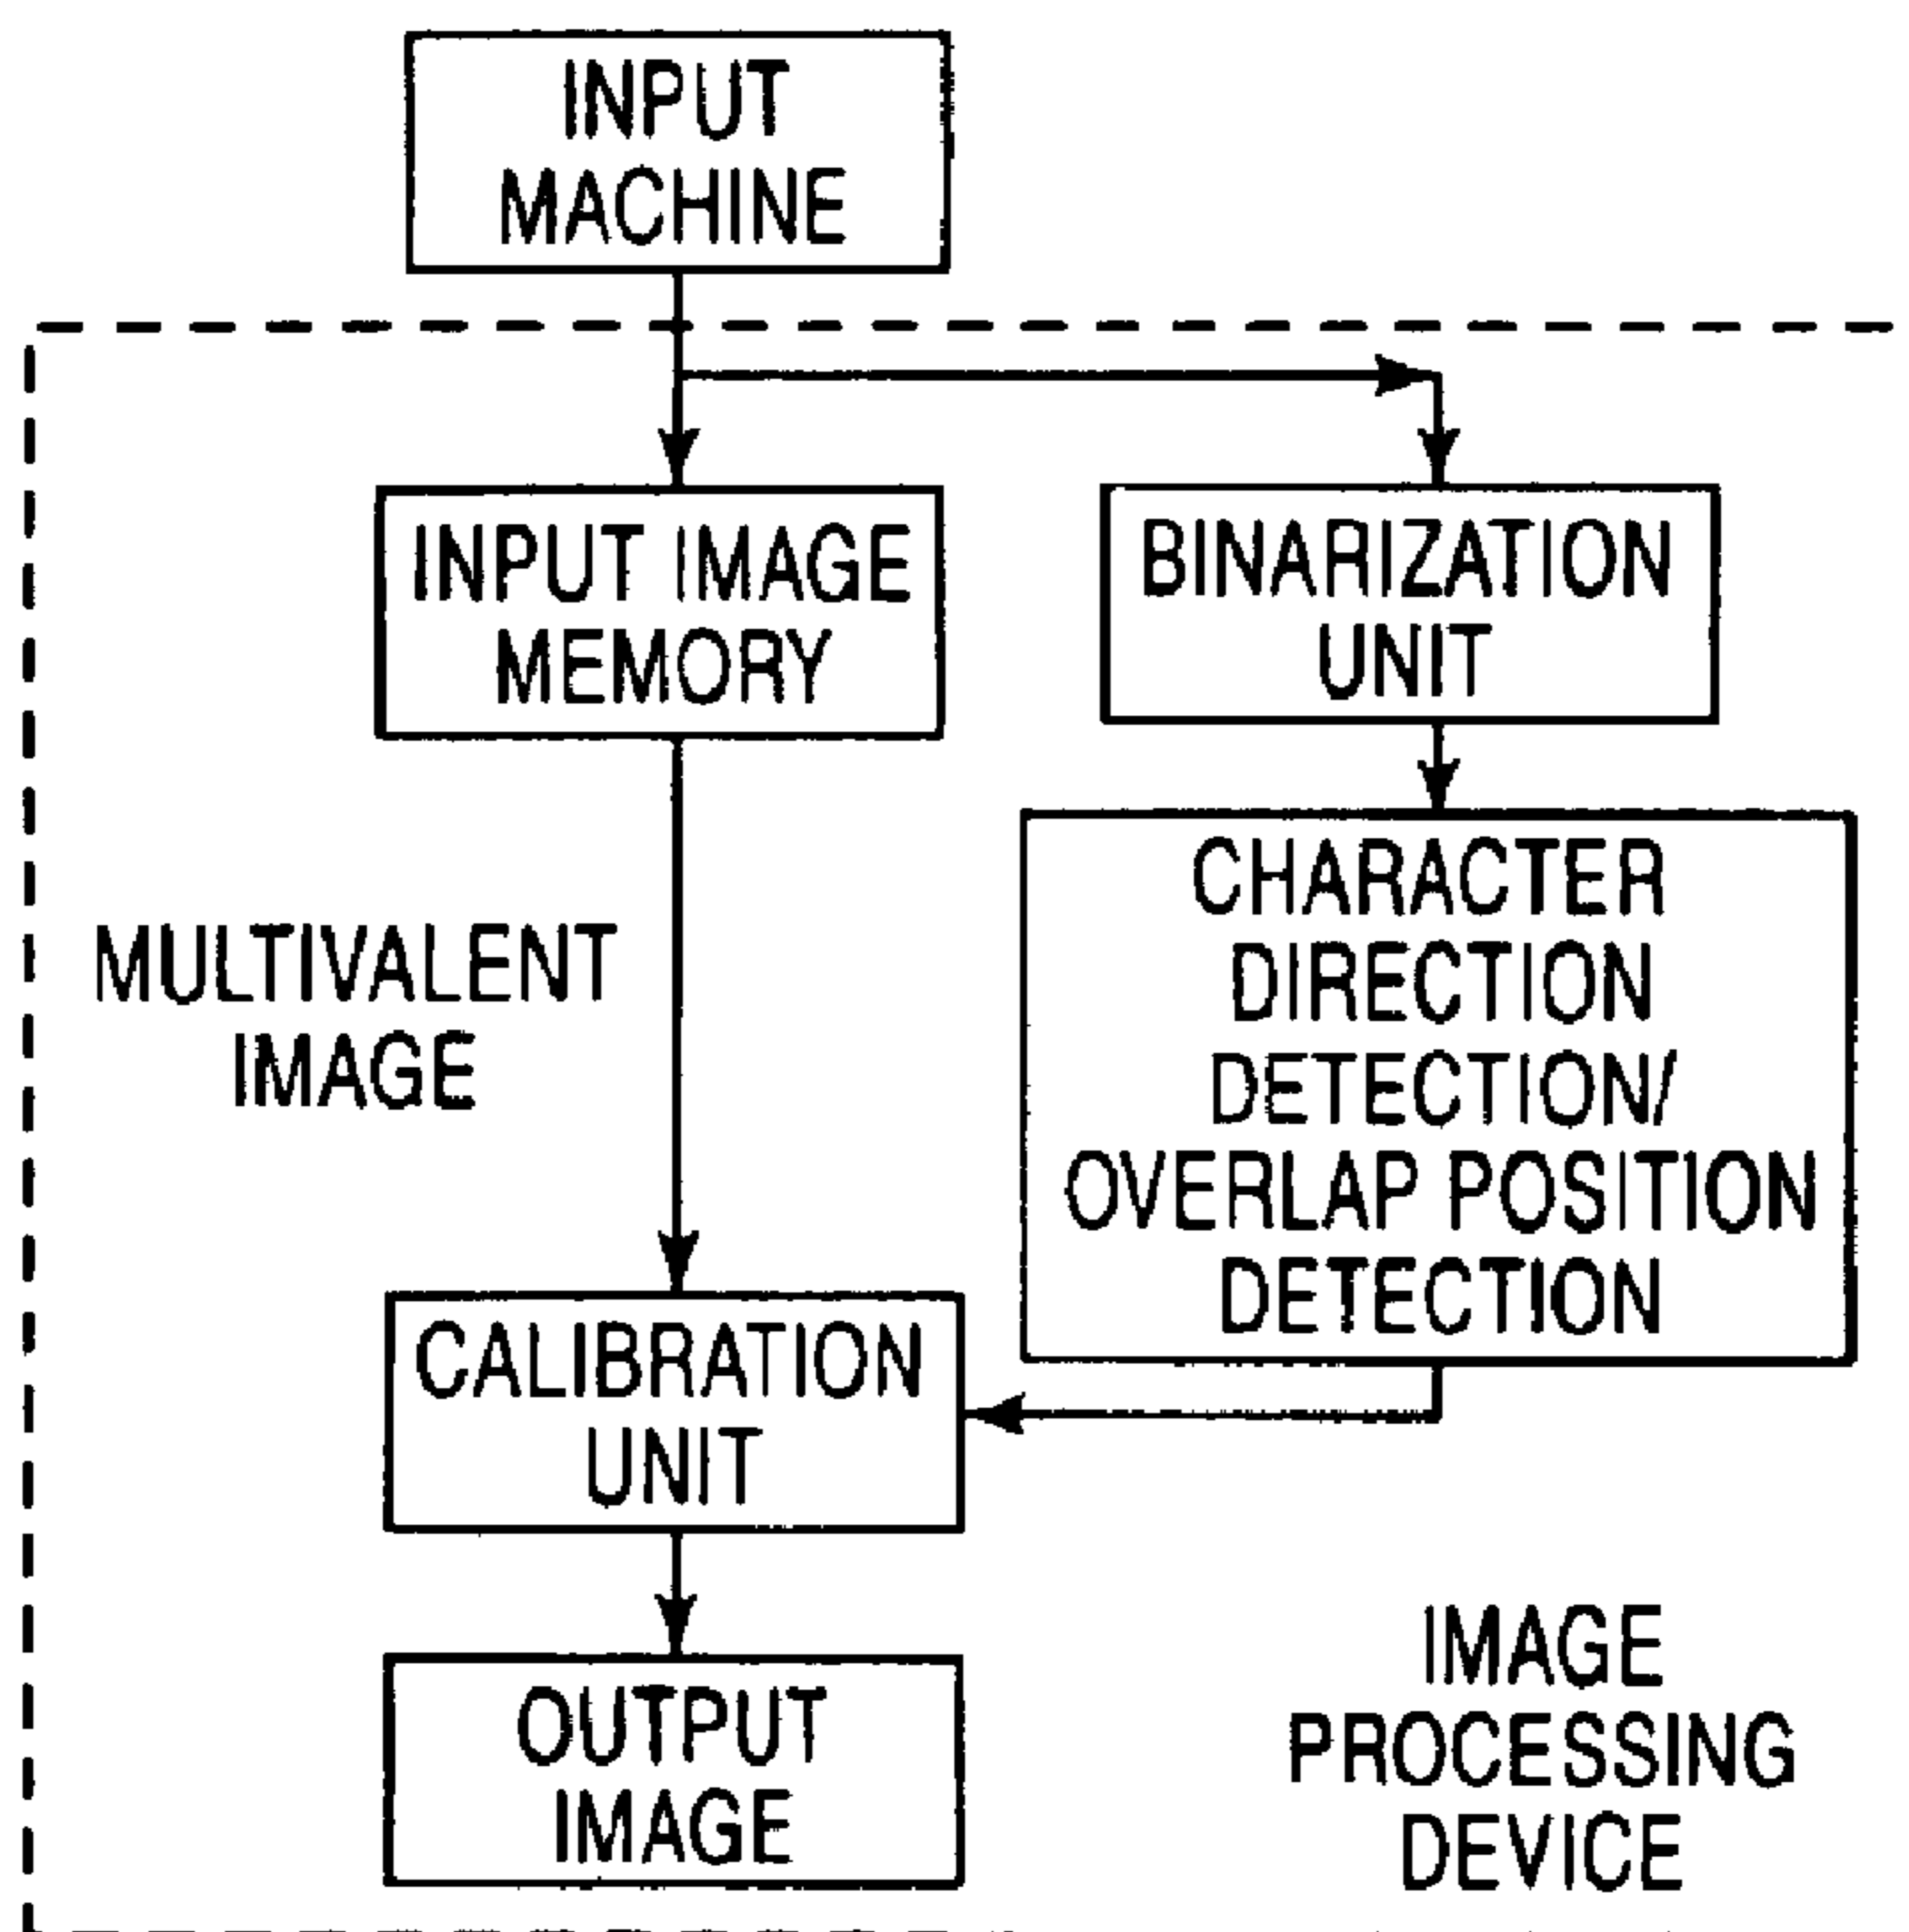 INPUT
MACHINE
INPUT IMAGE
MEMORY
BINARIZATION
UNIT
MULTIVALENT
IMAGE
CHARACTER
DIRECTION
DETECTION/
OVERLAP POSITION
DETECTION
CALIBRATION
UNIT
OUTPUT
IMAGE
IMAGE
PROCESSING
DEVICE